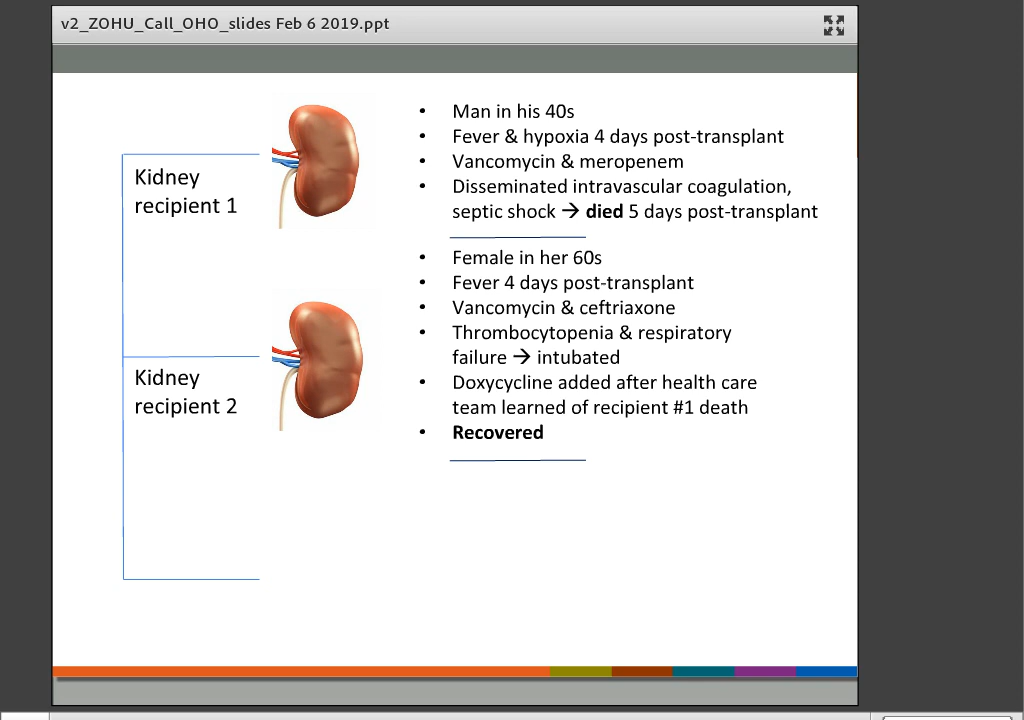 v2_ZOHU_Call_OHO_slides Feb 6 2019.ppt
Kidney
recipient 1
• Man in his 40s
• Fever & hypoxia 4 days post-transplant
• Vancomycin & meropenem
• Disseminated intravascular coagulation,
septic shock → died 5 days post-transplant
Kidney
recipient 2
• Female in her 60s
• Fever 4 days post-transplant
• Vancomycin & ceftriaxone
• Thrombocytopenia & respiratory
failure → intubated
• Doxycycline added after health care
team learned of recipient #1 death
• Recovered